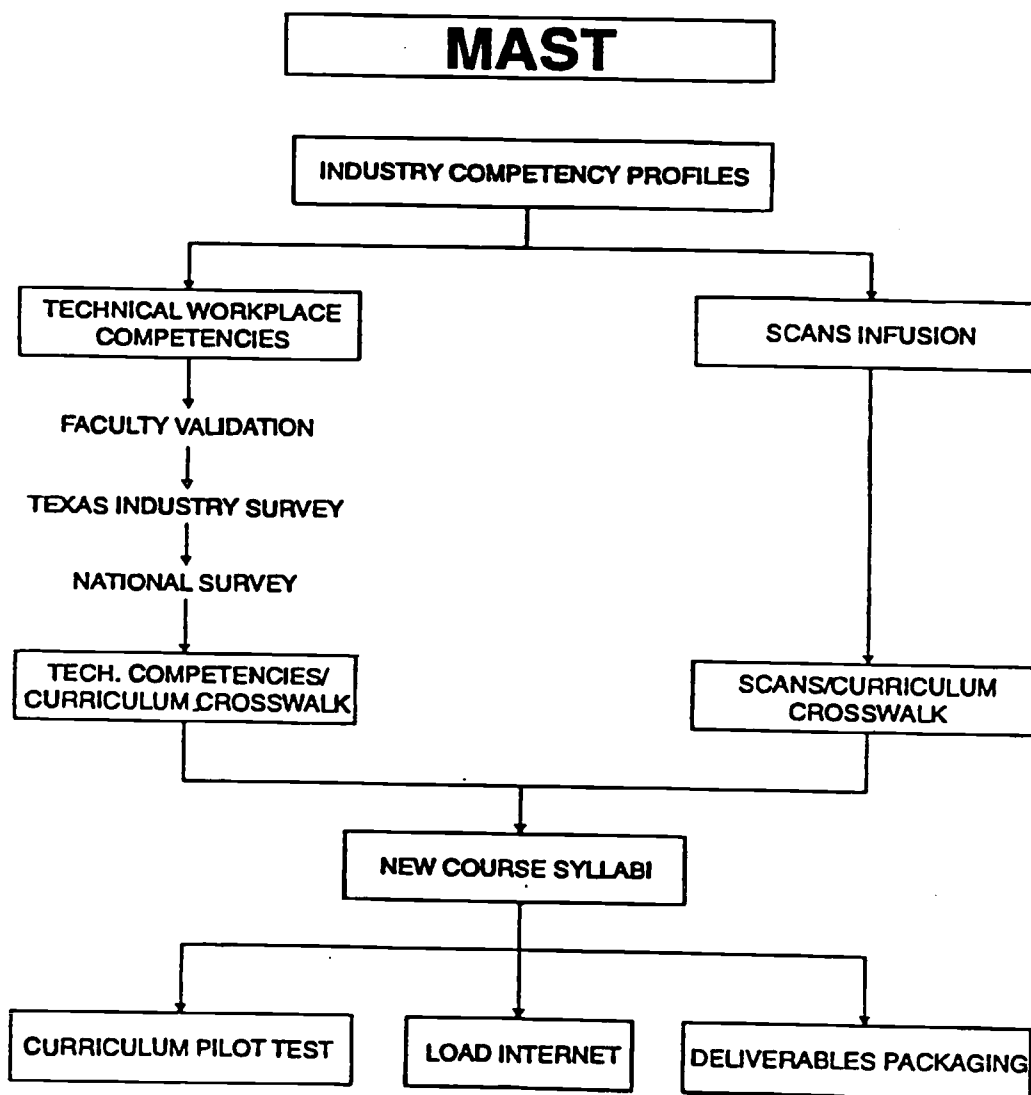 MAST
INDUSTRY COMPETENCY PROFILES
TECHNICAL WORKPLACE
COMPETENCIES
SCANS INFUSION
FACULTY VALIDATION
TEXAS INDUSTRY SURVEY
NATIONAL SURVEY
TECH. COMPETENCIES/
CURRICULUM CROSSWALK
SCANS/CURRICULUM
CROSSWALK
NEW COURSE SYLLABI
CURRICULUM PILOT TEST
LOAD INTERNET
DELIVERABLES PACKAGING